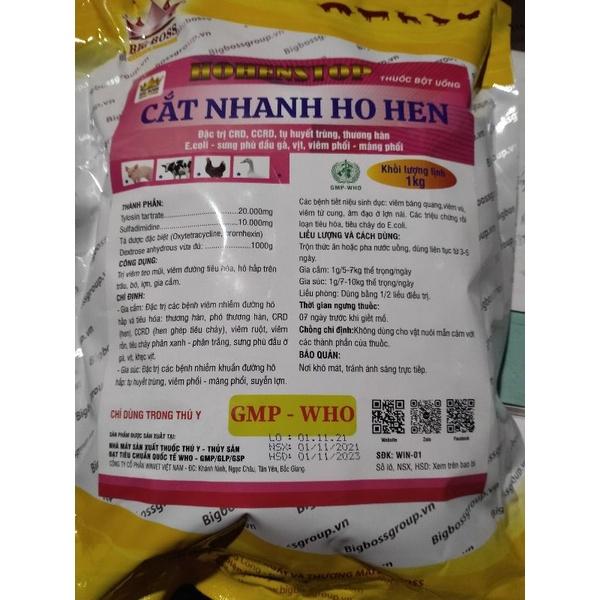 BIG BOSS
Bigbossgroup.vn
HOHENSTOP
THUỐC BỘT UỐNG
CẮT NHANH HO HEN
Đặc trị CRD, CCRD, tụ huyết trùng, thương hàn
E.coli - sưng phù đầu gà, vịt, viêm phổi - màng phổi
GMP-WHO
Khối lượng tịnh
1kg
THÀNH PHẦN:
Tylosin tartrate 20.000mg
Sulfadimidine 10.000mg
Tá dược đặc biệt (Oxytetracycline, bromhexin)
Dextrose anhydrous vừa đủ: 1000g
CÔNG DỤNG:
Trị viêm teo mũi, viêm đường tiêu hóa, hô hấp trên
trâu, bò, lợn, gia cầm.
CHỈ ĐỊNH:
- Gia cầm: Đặc trị các bệnh viêm nhiễm đường hô
hấp và tiêu hóa: thương hàn, phó thương hàn, CRD
(hen), CCRD (hen ghép tiêu chảy), viêm ruột, viêm
rốn, tiêu chảy phân xanh - phân trắng, sưng phù đầu ở
gà, vịt, khẹc vịt.
- Gia súc: Đặc trị các bệnh nhiễm khuẩn đường hô
hấp: tụ huyết trùng, viêm phổi - màng phổi, suyễn lợn.
Các bệnh tiết niệu sinh dục: viêm bàng quang, viêm vú,
viêm tử cung, âm đạo ở lợn nái. Các triệu chứng rối
loạn tiêu hóa, tiêu chảy do E.coli.
LIỀU LƯỢNG VÀ CÁCH DÙNG:
Trộn thức ăn hoặc pha nước uống, dùng liên tục từ 3-5
ngày.
Gia cầm: 1g/5-7kg thể trọng/ngày
Gia súc: 1g/7-10kg thể trọng/ngày
Liều phòng: Dùng bằng 1/2 liều điều trị.
Thời gian ngưng thuốc:
07 ngày trước khi giết mổ.
Chống chỉ định: Không dùng cho vật nuôi mẫn cảm với
các thành phần của thuốc.
BẢO QUẢN:
Nơi khô mát, tránh ánh sáng trực tiếp.
CHỈ DÙNG TRONG THÚ Y
GMP - WHO
SẢN PHẨM ĐƯỢC SẢN XUẤT TẠI:
NHÀ MÁY SẢN XUẤT THUỐC THÚ Y - THỦY SẢN
ĐẠT TIÊU CHUẨN QUỐC TẾ WHO - GMP/GLP/GSP
CÔNG TY CỔ PHẦN WINVET VIỆT NAM - ĐC: Khánh Ninh, Ngọc Châu, Tân Yên, Bắc Giang.
LÔ : 01.11.21
NSX: 01/11/2021
HSD: 01/11/2023
Website
Zalo
Facebook
SĐK: WIN-01
Số lô, NSX, HSD: Xem trên bao bì
Bigbossgroup.vn